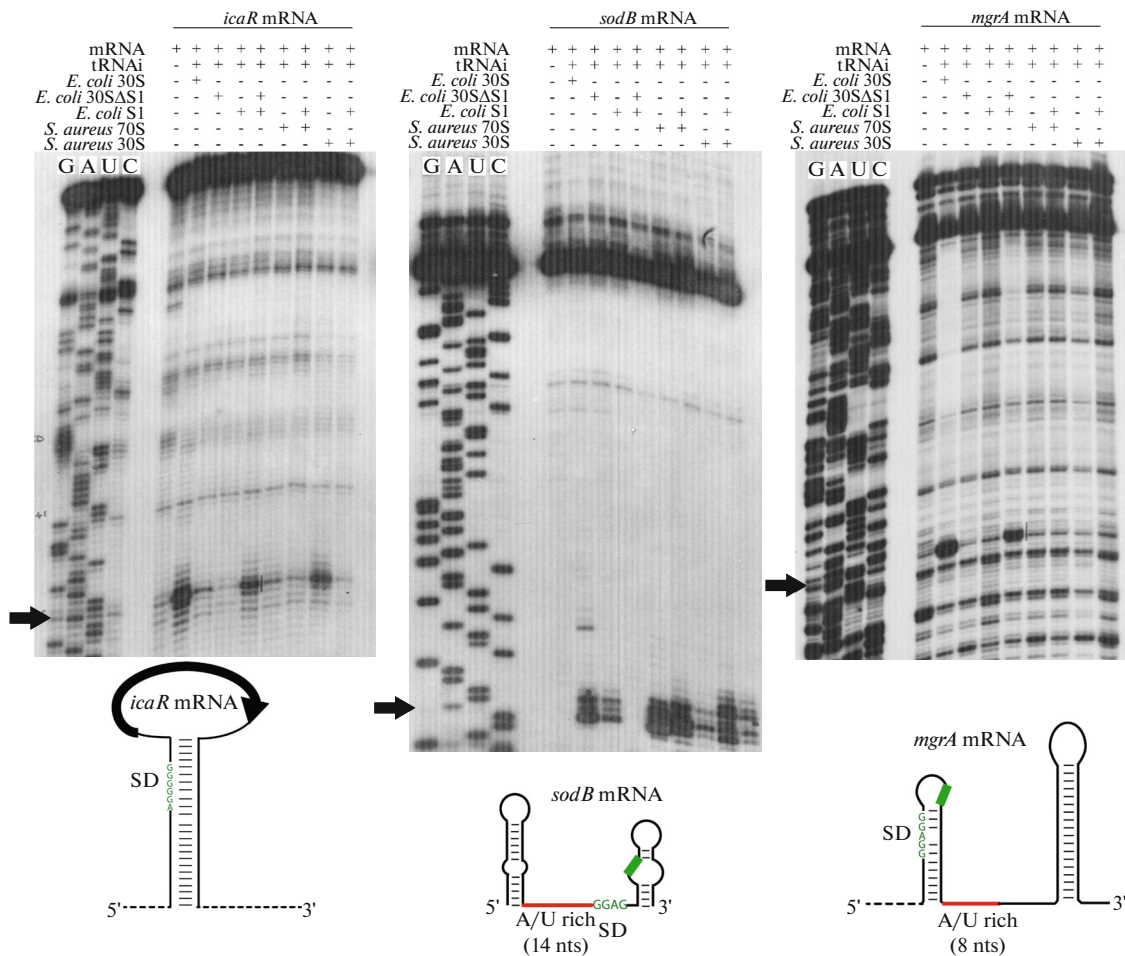 icaR mRNA
mRNA + + + + + + + + +
tRNAi - + + + + + + + +
E. coli 30S - + - - - - - - -
E. coli 30SΔS1 - - + - + - - - -
E. coli S1 - - - + + - + - +
S. aureus 70S - - - - - + + - -
S. aureus 30S - - - - - - - + +
G A U C
icaR mRNA
SD
GGGGGA
5' 3'
sodB mRNA
mRNA + + + + + + + + +
tRNAi - + + + + + + + +
E. coli 30S - + - - - - - - -
E. coli 30SΔS1 - - + - + - - - -
E. coli S1 - - - + + - + - +
S. aureus 70S - - - - - + + - -
S. aureus 30S - - - - - - - + +
G A U C
sodB mRNA
5' GGAG 3'
A/U rich SD
(14 nts)
mgrA mRNA
mRNA + + + + + + + + +
tRNAi - + + + + + + + +
E. coli 30S - + - - - - - - -
E. coli 30SΔS1 - - + - + - - - -
E. coli S1 - - - + + - + - +
S. aureus 70S - - - - - + + - -
S. aureus 30S - - - - - - - + +
G A U C
mgrA mRNA
SD
GGAGG
5' 3'
A/U rich
(8 nts)